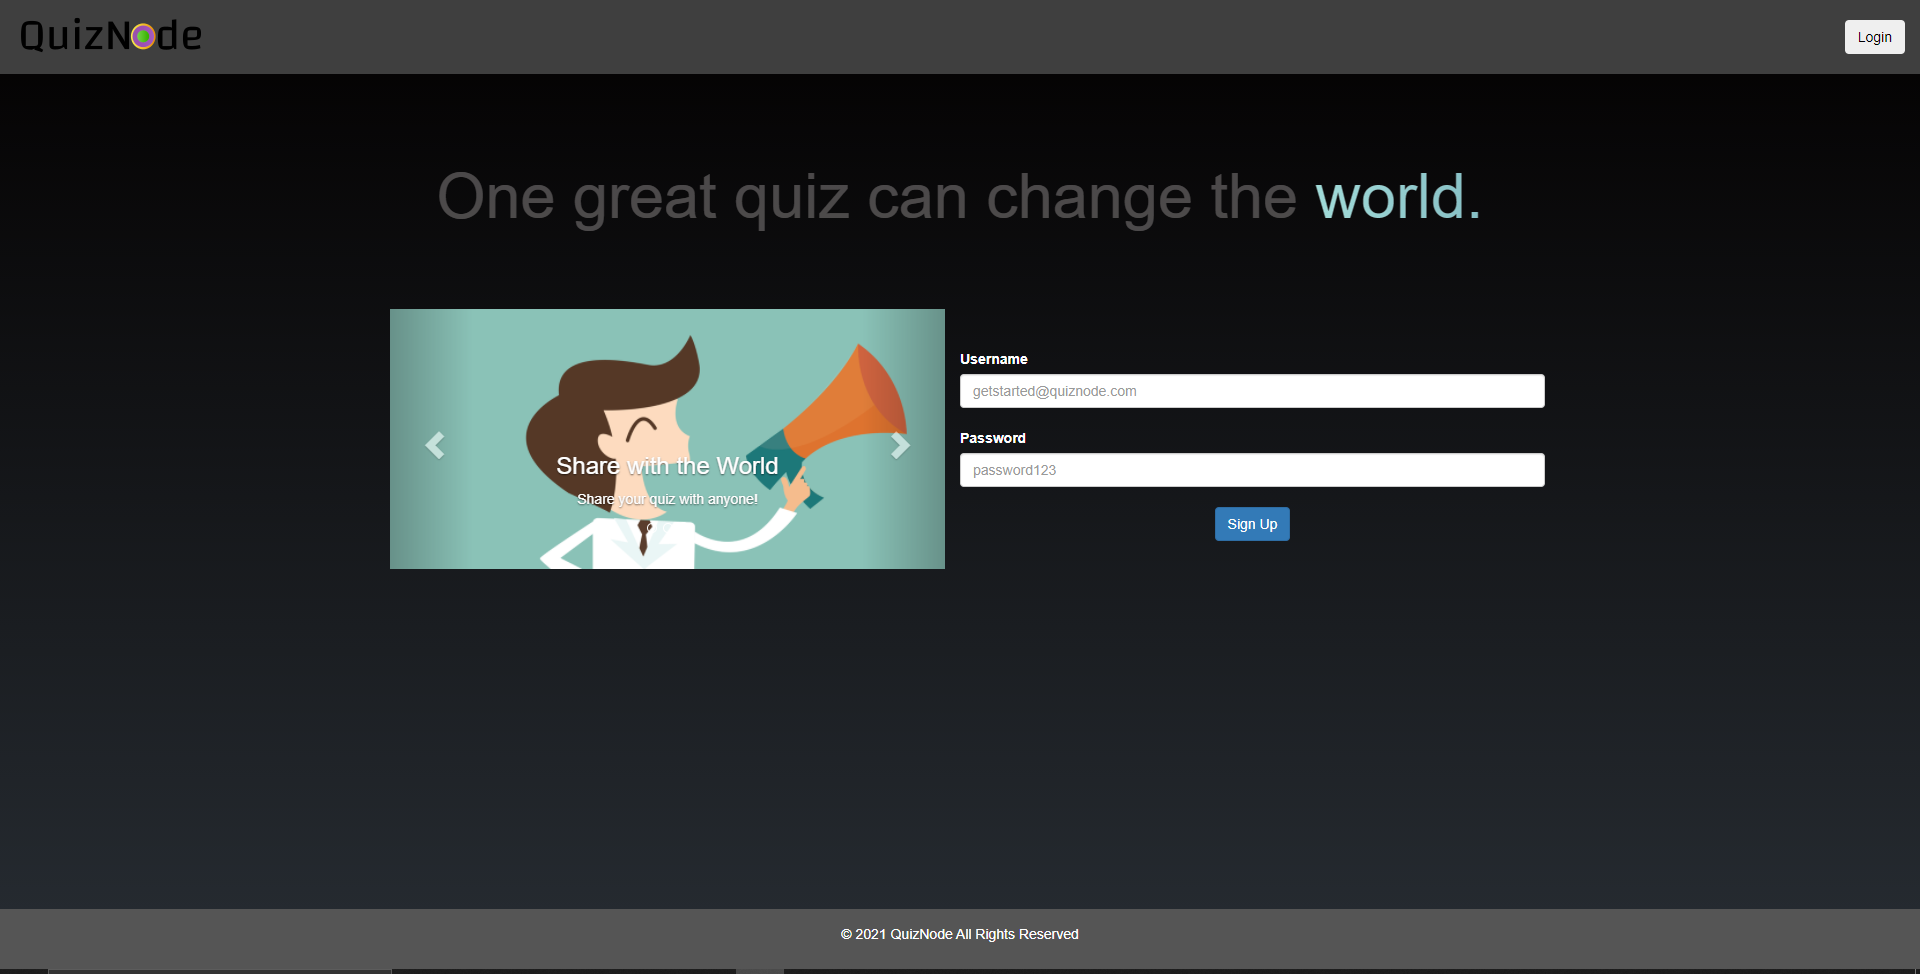 QuizNode
Login
One great quiz can change the world.
Share with the World
Share your quiz with anyone!
Username
getstarted@quiznode.com
Password
password123
Sign Up
© 2021 QuizNode All Rights Reserved